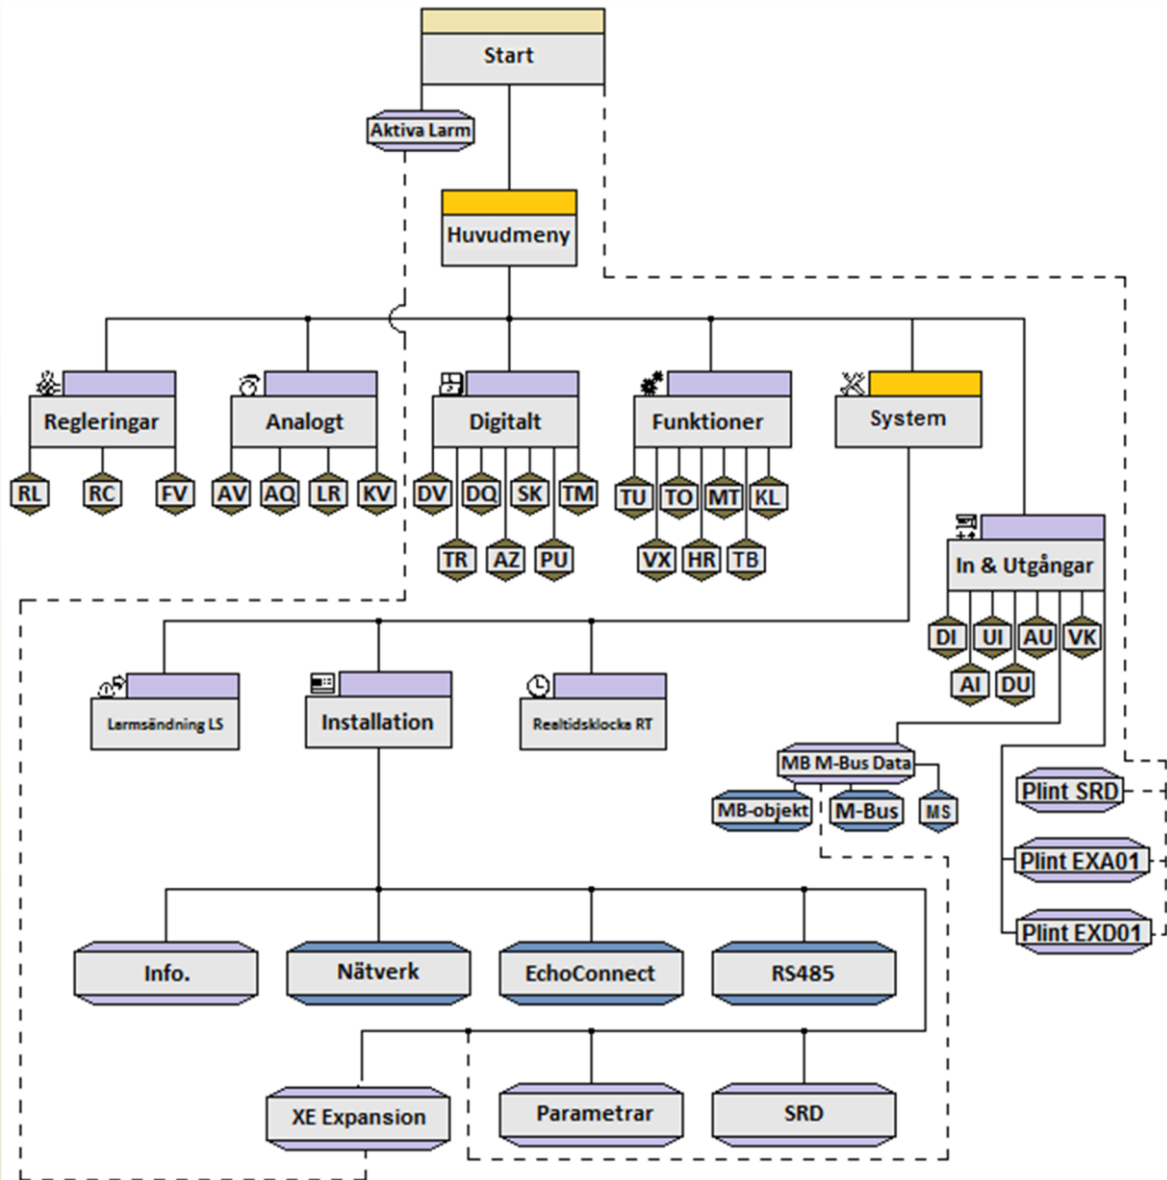 Start
Aktiva Larm
Huvudmeny
Regleringar
Analogt
Digitalt
Funktioner
System
RL
RC
FV
AV
AQ
LR
KV
DV
DQ
SK
TM
TR
AZ
PU
TU
TO
MT
KL
VX
HR
TB
In & Utgångar
DI
UI
AU
VK
AI
DU
Larmsändning LS
Installation
Realtidsklocka RT
MB M-Bus Data
MB-objekt
M-Bus
MS
Plint SRD
Plint EXA01
Plint EXD01
Info.
Nätverk
EchoConnect
RS485
XE Expansion
Parametrar
SRD